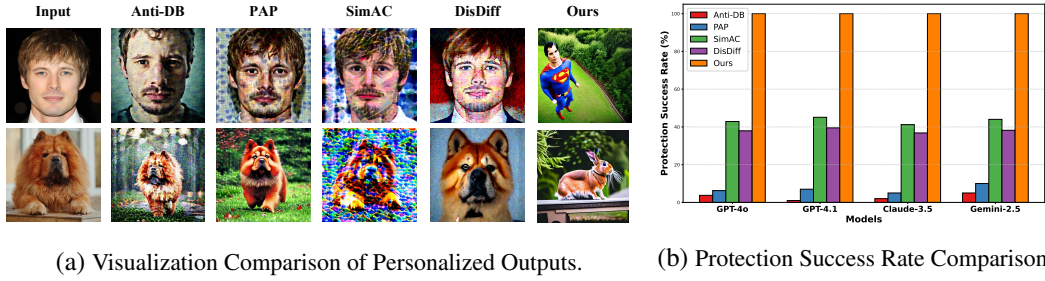 Input Anti-DB PAP SimAC DisDiff Ours
(a) Visualization Comparison of Personalized Outputs.
Protection Success Rate (%)
100
80
60
40
20
0
Anti-DB
PAP
SimAC
DisDiff
Ours
GPT-4o GPT-4.1 Claude-3.5 Gemini-2.5
Models
(b) Protection Success Rate Comparison